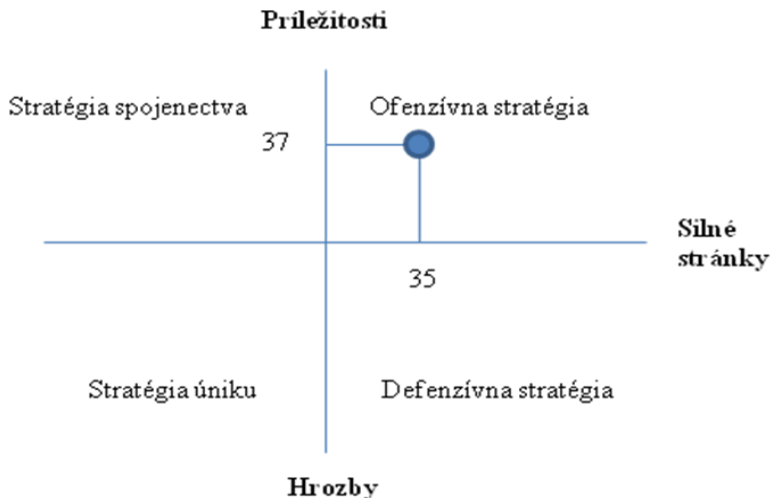 Príležitosti
Stratégia spojenectva
Ofenzívna stratégia
37
Silné
stránky
35
Stratégia úniku
Defenzívna stratégia
Hrozby